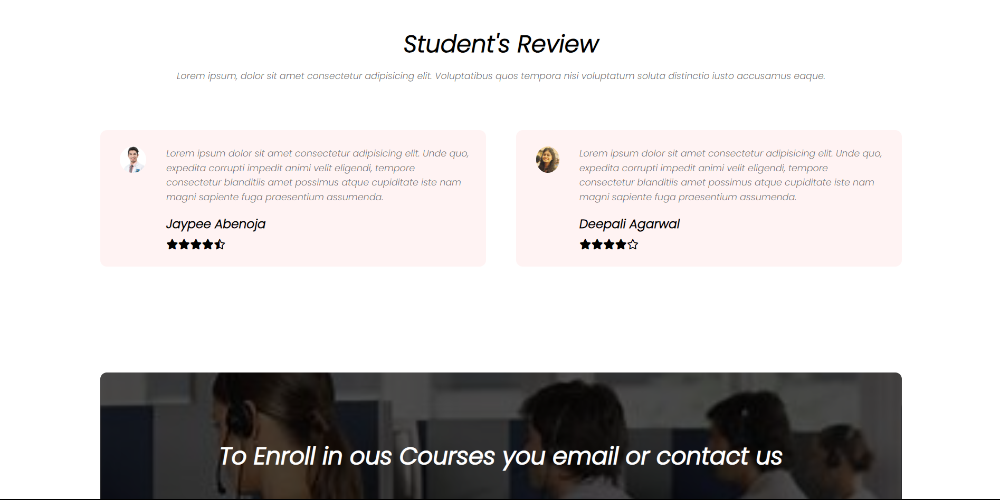 Student's Review
Lorem ipsum, dolor sit amet consectetur adipisicing elit. Voluptatibus quos tempora nisi voluptatum soluta distinctio iusto accusamus eaque.
Lorem ipsum dolor sit amet consectetur adipisicing elit. Unde quo,
expedita corrupti impedit animi velit eligendi, tempore
consectetur blanditiis amet possimus atque cupiditate iste nam
magni sapiente fuga praesentium assumenda.
Jaypee Abenoja
Lorem ipsum dolor sit amet consectetur adipisicing elit. Unde quo,
expedita corrupti impedit animi velit eligendi, tempore
consectetur blanditiis amet possimus atque cupiditate iste nam
magni sapiente fuga praesentium assumenda.
Deepali Agarwal
To Enroll in ous Courses you email or contact us